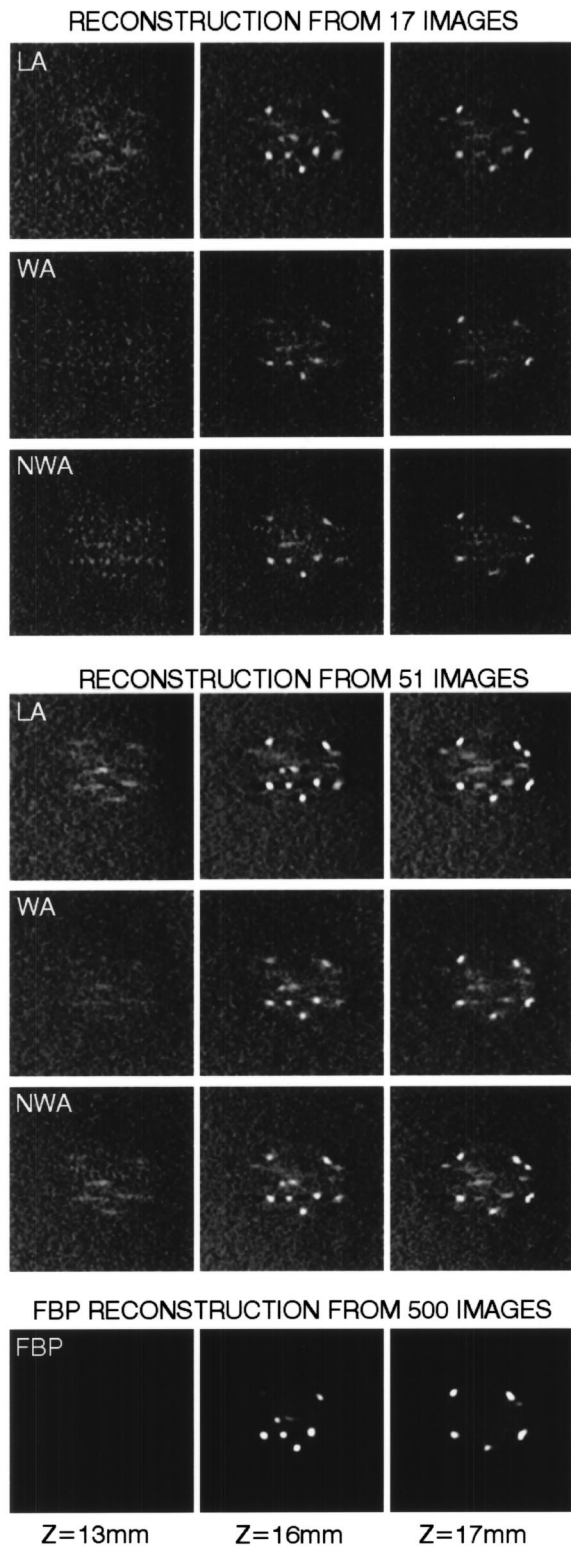 RECONSTRUCTION FROM 17 IMAGES
LA
WA
NWA
RECONSTRUCTION FROM 51 IMAGES
LA
WA
NWA
FBP RECONSTRUCTION FROM 500 IMAGES
FBP
Z=13mm Z=16mm Z=17mm